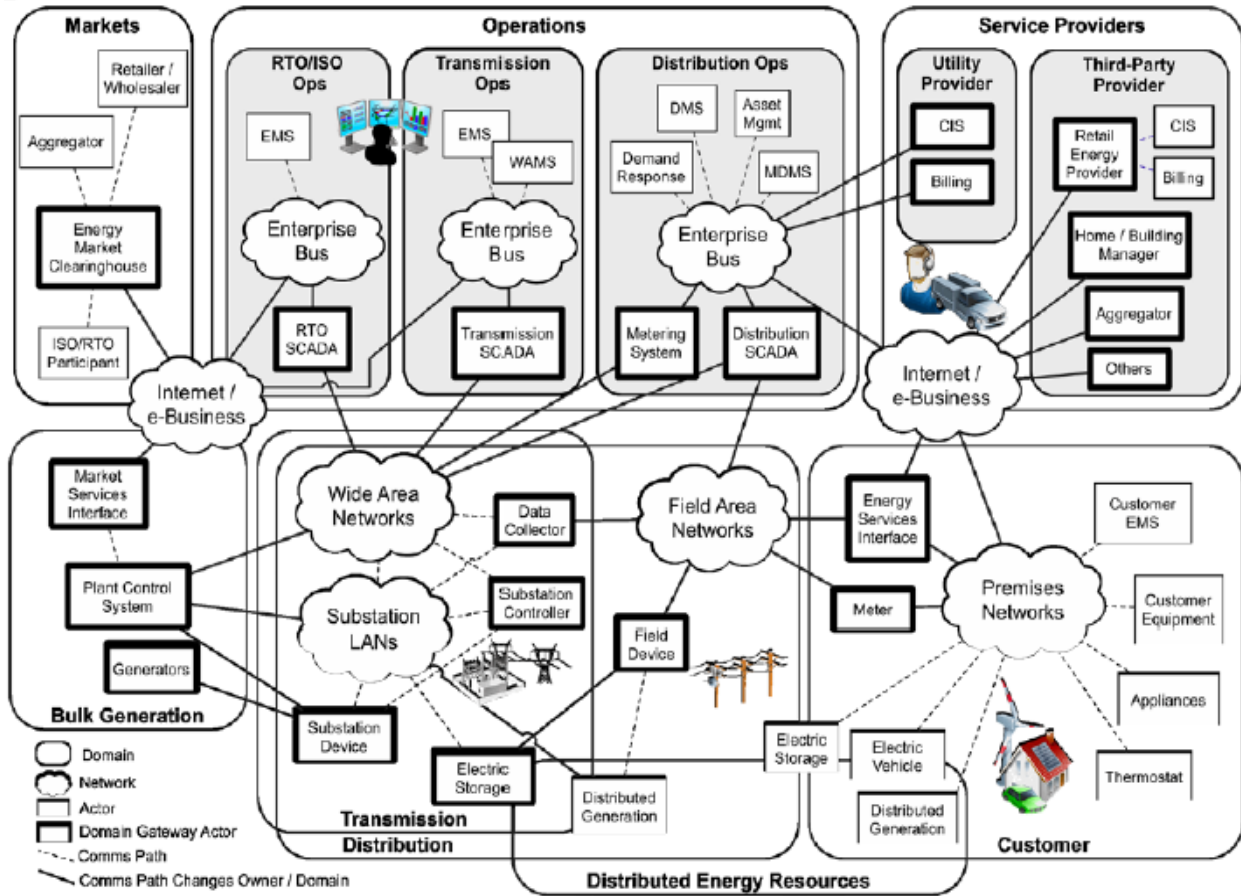 Markets
Operations
Service Providers
Retailer /
Wholesaler
Aggregator
Energy
Market
Clearinghouse
ISO/RTO
Participant
RTO/ISO
Ops
EMS
Enterprise
Bus
RTO
SCADA
Transmission
Ops
EMS
WAMS
Enterprise
Bus
Transmission
SCADA
Distribution Ops
DMS
Asset
Mgmt
Demand
Response
MDMS
Enterprise
Bus
Metering
System
Distribution
SCADA
Utility
Provider
CIS
Billing
Third-Party
Provider
Retail
Energy
Provider
CIS
Billing
Home / Building
Manager
Aggregator
Others
Internet /
e-Business
Internet /
e-Business
Market
Services
Interface
Plant Control
System
Generators
Bulk Generation
Wide Area
Networks
Data
Collector
Substation
LANs
Substation
Controller
Substation
Device
Electric
Storage
Distributed
Generation
Transmission
Distribution
Field Area
Networks
Field
Device
Energy
Services
Interface
Meter
Premises
Networks
Customer
EMS
Customer
Equipment
Appliances
Thermostat
Electric
Storage
Electric
Vehicle
Distributed
Generation
Customer
Distributed Energy Resources
Domain
Network
Actor
Domain Gateway Actor
Comms Path
Comms Path Changes Owner / Domain